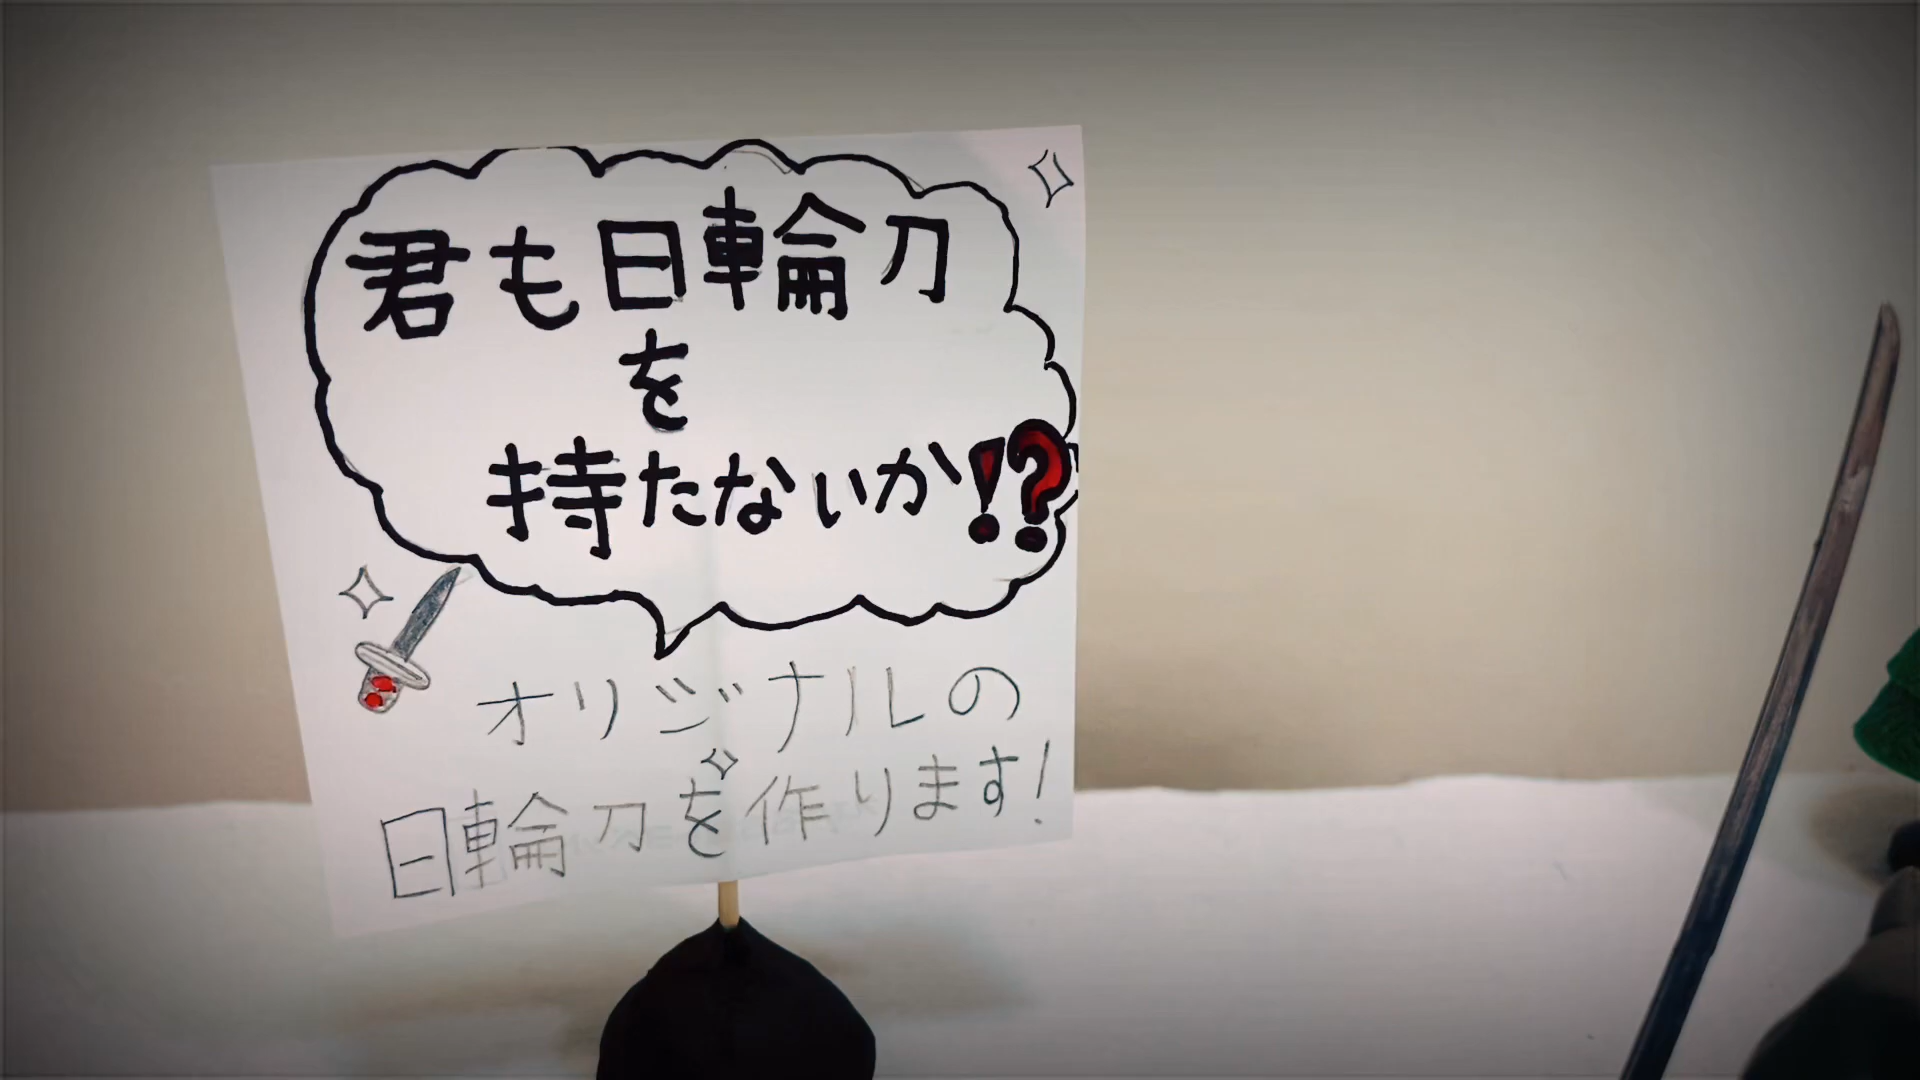 君も日輪刀
を
持たないか!?
オリジナルの
日輪刀を作ります!